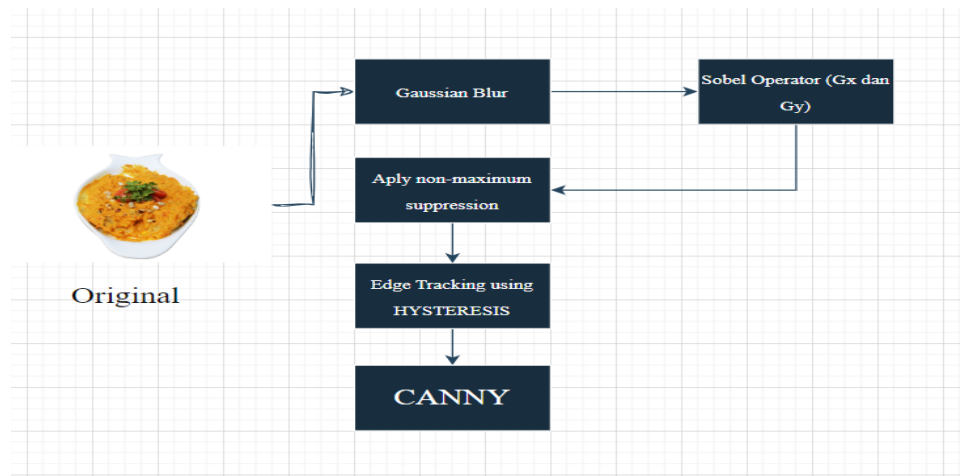 Gaussian Blur
Sobel Operator (Gx dan
Gy)
Aply non-maximum
suppression
Original
Edge Tracking using
HYSTERESIS
CANNY